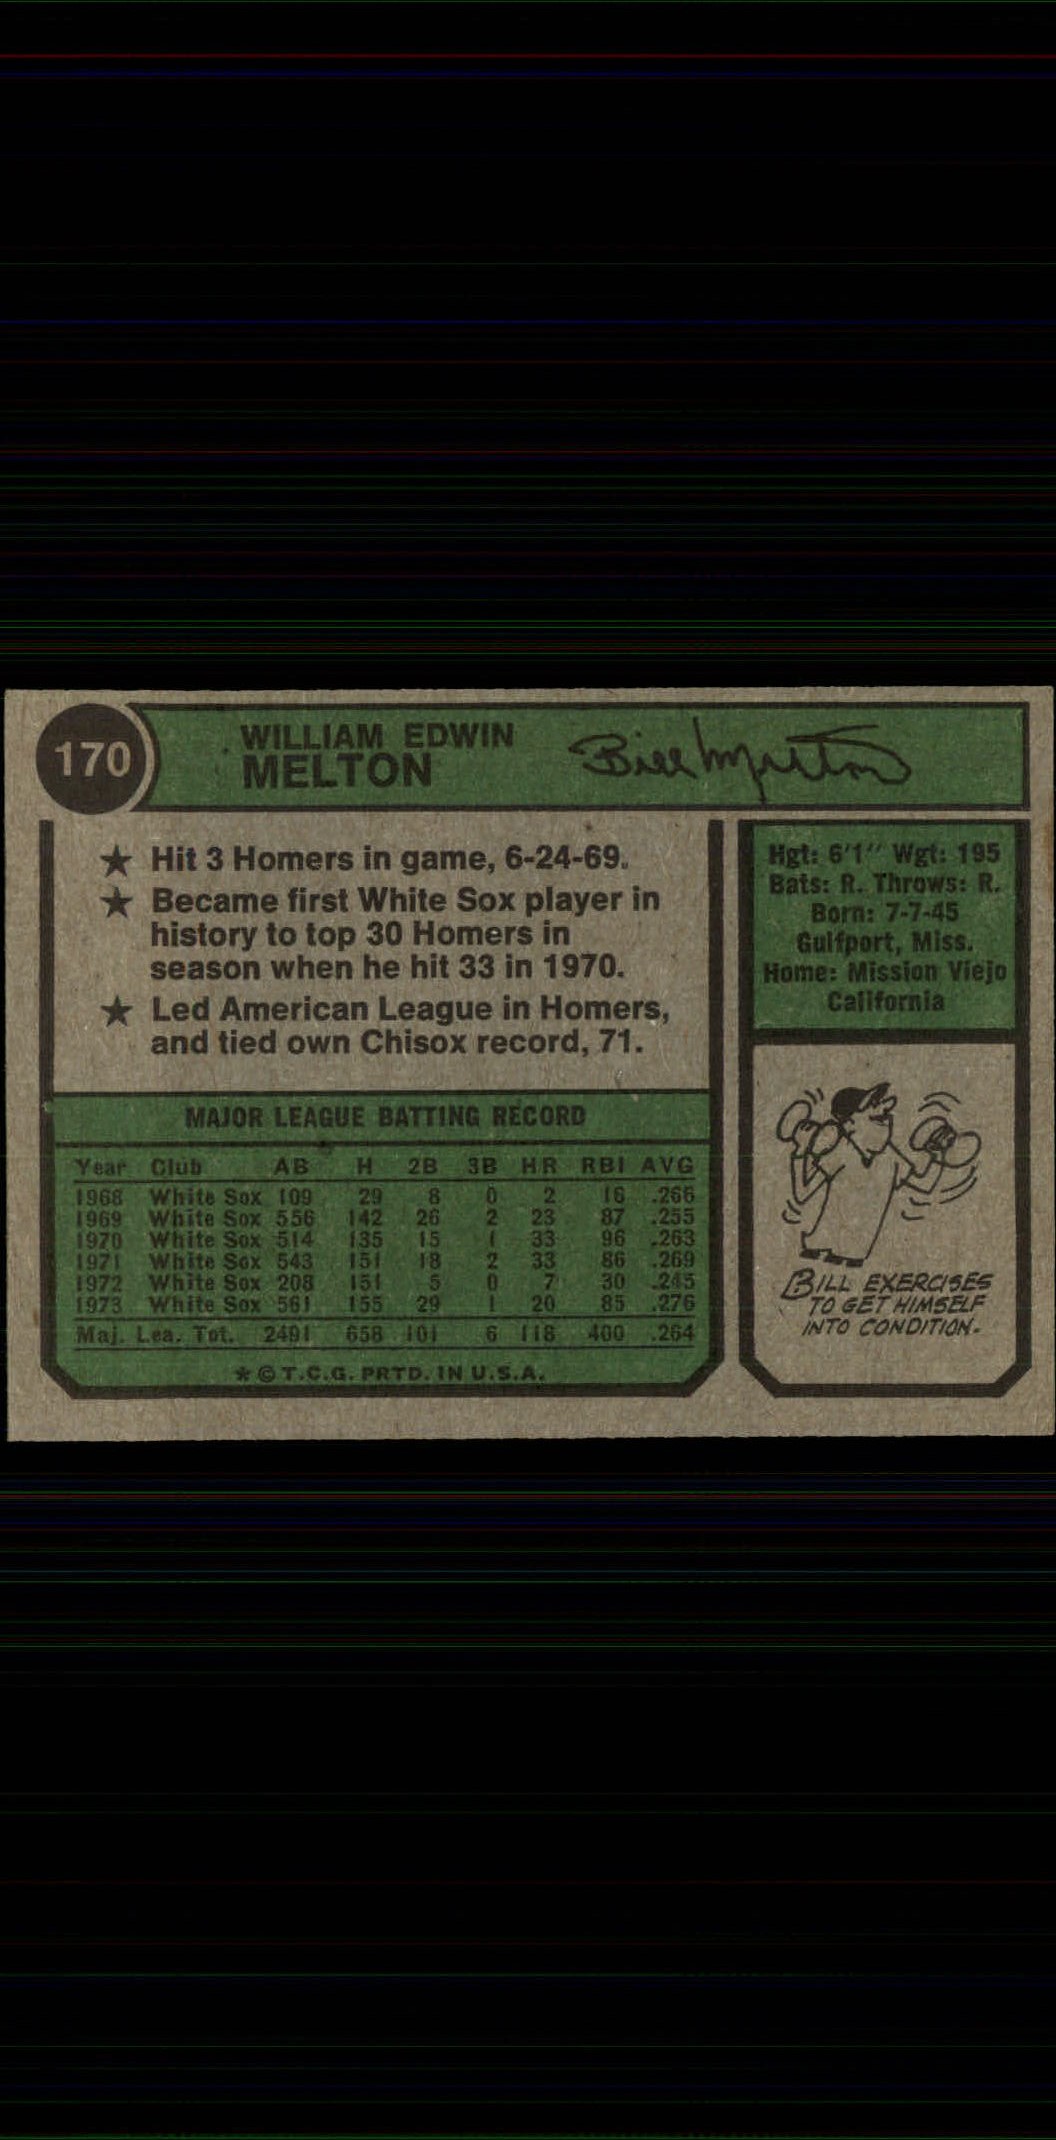 170
WILLIAM EDWIN
MELTON
Bill Melton
★ Hit 3 Homers in game, 6-24-69.
★ Became first White Sox player in
history to top 30 Homers in
season when he hit 33 in 1970.
★ Led American League in Homers,
and tied own Chisox record, 71.
MAJOR LEAGUE BATTING RECORD
Year Club AB H 2B 3B HR RBI AVG
1968 White Sox 109 29 8 0 2 16 .266
1969 White Sox 556 142 26 2 23 87 .255
1970 White Sox 514 135 15 1 33 96 .263
1971 White Sox 543 151 18 2 33 86 .269
1972 White Sox 208 151 5 0 7 30 .245
1973 White Sox 561 155 29 1 20 85 .276
Maj. Lea. Tot. 2491 658 101 6 118 400 .264
* © T.C.G. PRTD. IN U.S.A.
Hgt: 6'1" Wgt: 195
Bats: R. Throws: R.
Born: 7-7-45
Gulfport, Miss.
Home: Mission Viejo
California
BILL EXERCISES
TO GET HIMSELF
INTO CONDITION.